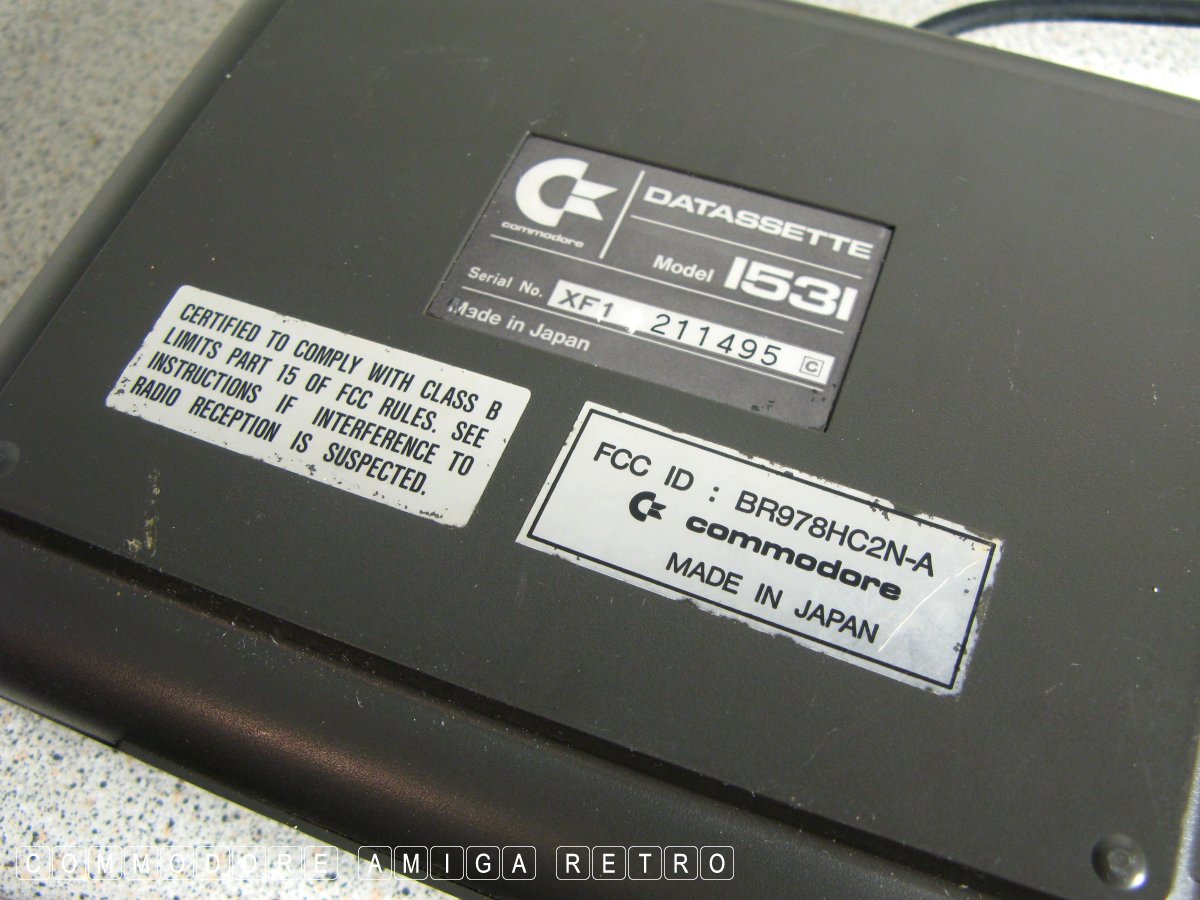 commodore
DATASSETTE
Model 1531
Serial No. XF1 211495 C
Made in Japan
CERTIFIED TO COMPLY WITH CLASS B
LIMITS PART 15 OF FCC RULES. SEE
INSTRUCTIONS IF INTERFERENCE TO
RADIO RECEPTION IS SUSPECTED.
FCC ID : BR978HC2N-A
commodore
MADE IN JAPAN
COMMODORE AMIGA RETRO